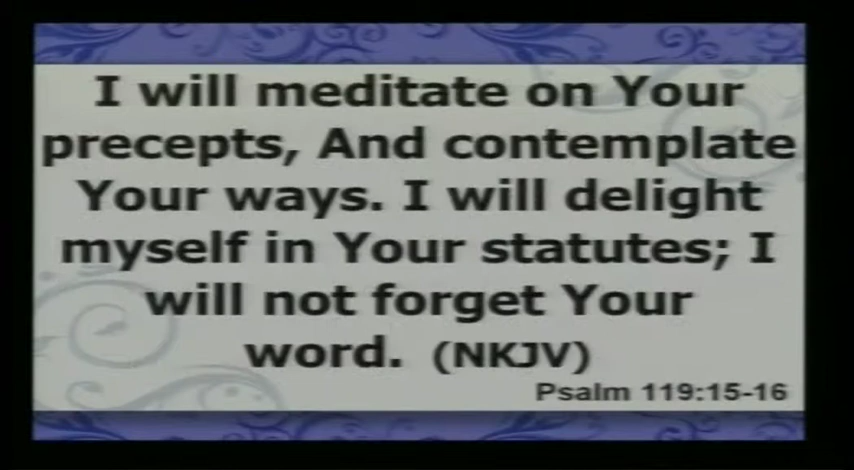 I will meditate on Your
precepts, And contemplate
Your ways. I will delight
myself in Your statutes; I
will not forget Your
word. (NKJV)
Psalm 119:15-16